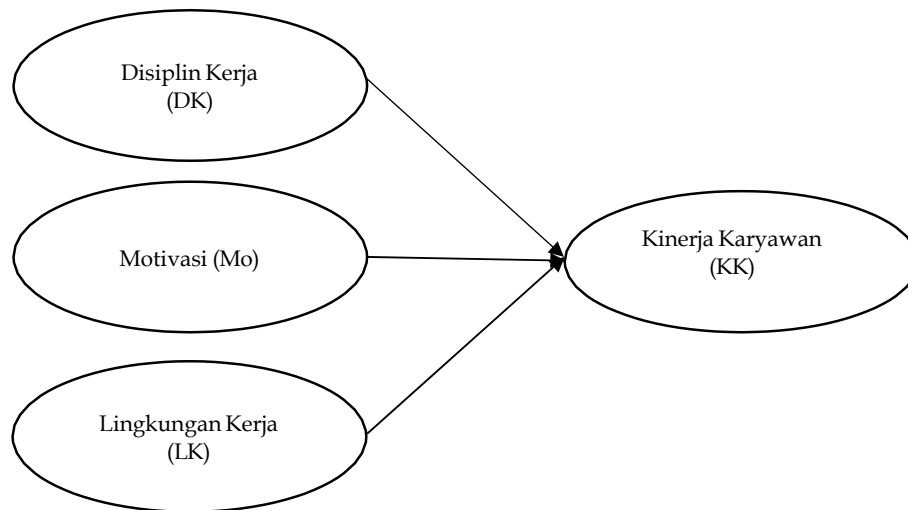 Disiplin Kerja
(DK)
Motivasi (Mo)
Lingkungan Kerja
(LK)
Kinerja Karyawan
(KK)